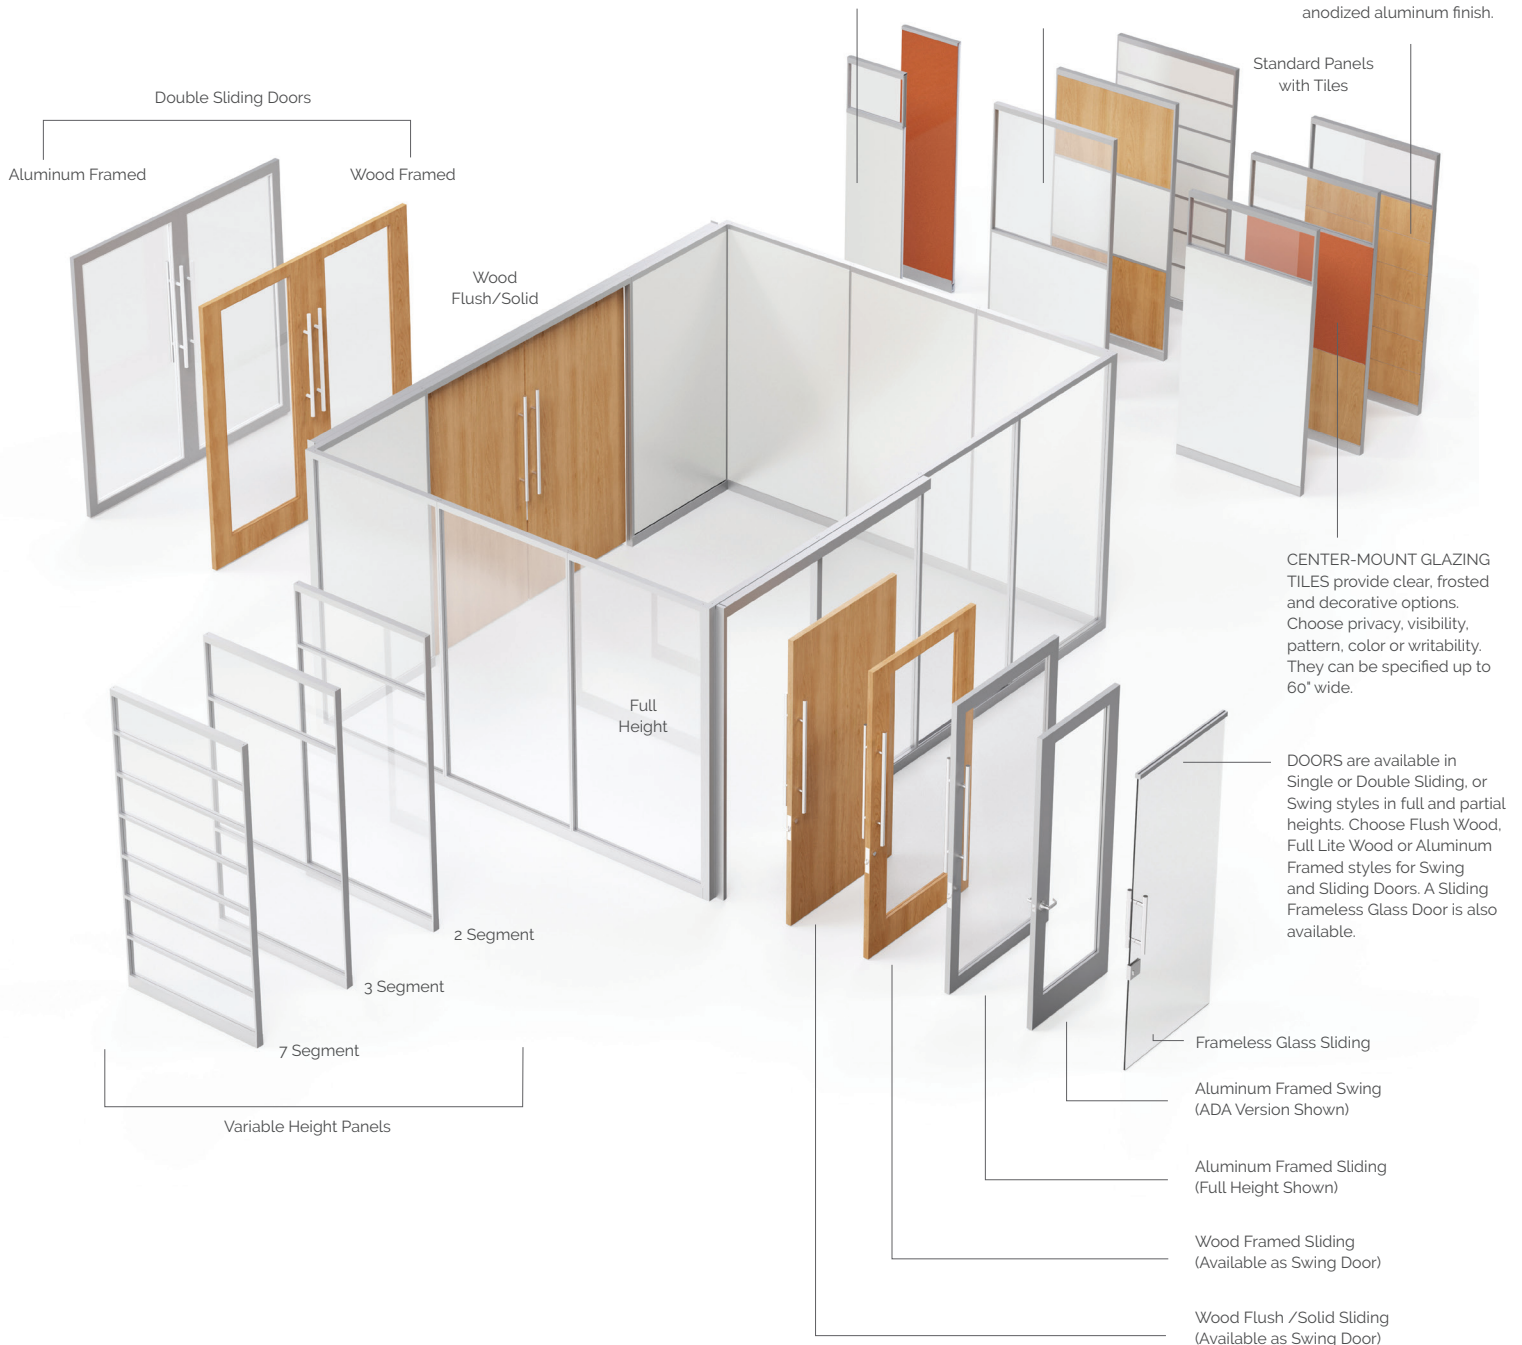 anodized aluminum finish.
Standard Panels
with Tiles
Double Sliding Doors
Aluminum Framed
Wood Framed
Wood
Flush/Solid
CENTER-MOUNT GLAZING
TILES provide clear, frosted
and decorative options.
Choose privacy, visibility,
pattern, color or writability.
They can be specified up to
60" wide.
Full
Height
DOORS are available in
Single or Double Sliding, or
Swing styles in full and partial
heights. Choose Flush Wood,
Full Lite Wood or Aluminum
Framed styles for Swing
and Sliding Doors. A Sliding
Frameless Glass Door is also
available.
2 Segment
3 Segment
7 Segment
Variable Height Panels
Frameless Glass Sliding
Aluminum Framed Swing
(ADA Version Shown)
Aluminum Framed Sliding
(Full Height Shown)
Wood Framed Sliding
(Available as Swing Door)
Wood Flush /Solid Sliding
(Available as Swing Door)